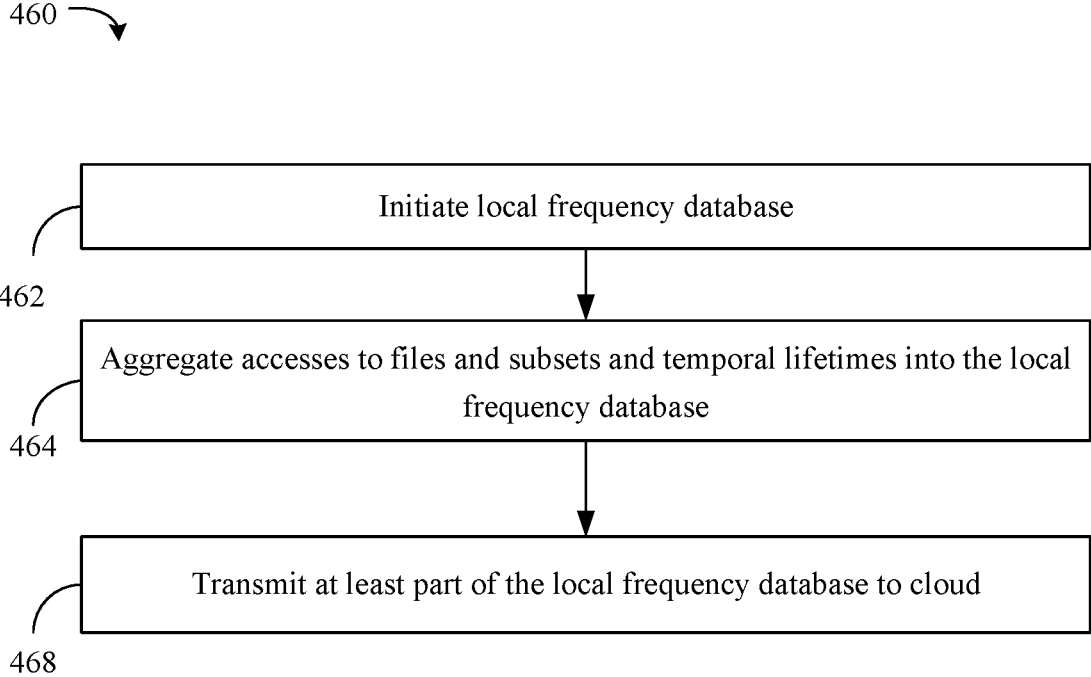 460
Initiate local frequency database
462
Aggregate accesses to files and subsets and temporal lifetimes into the local
frequency database
464
Transmit at least part of the local frequency database to cloud
468